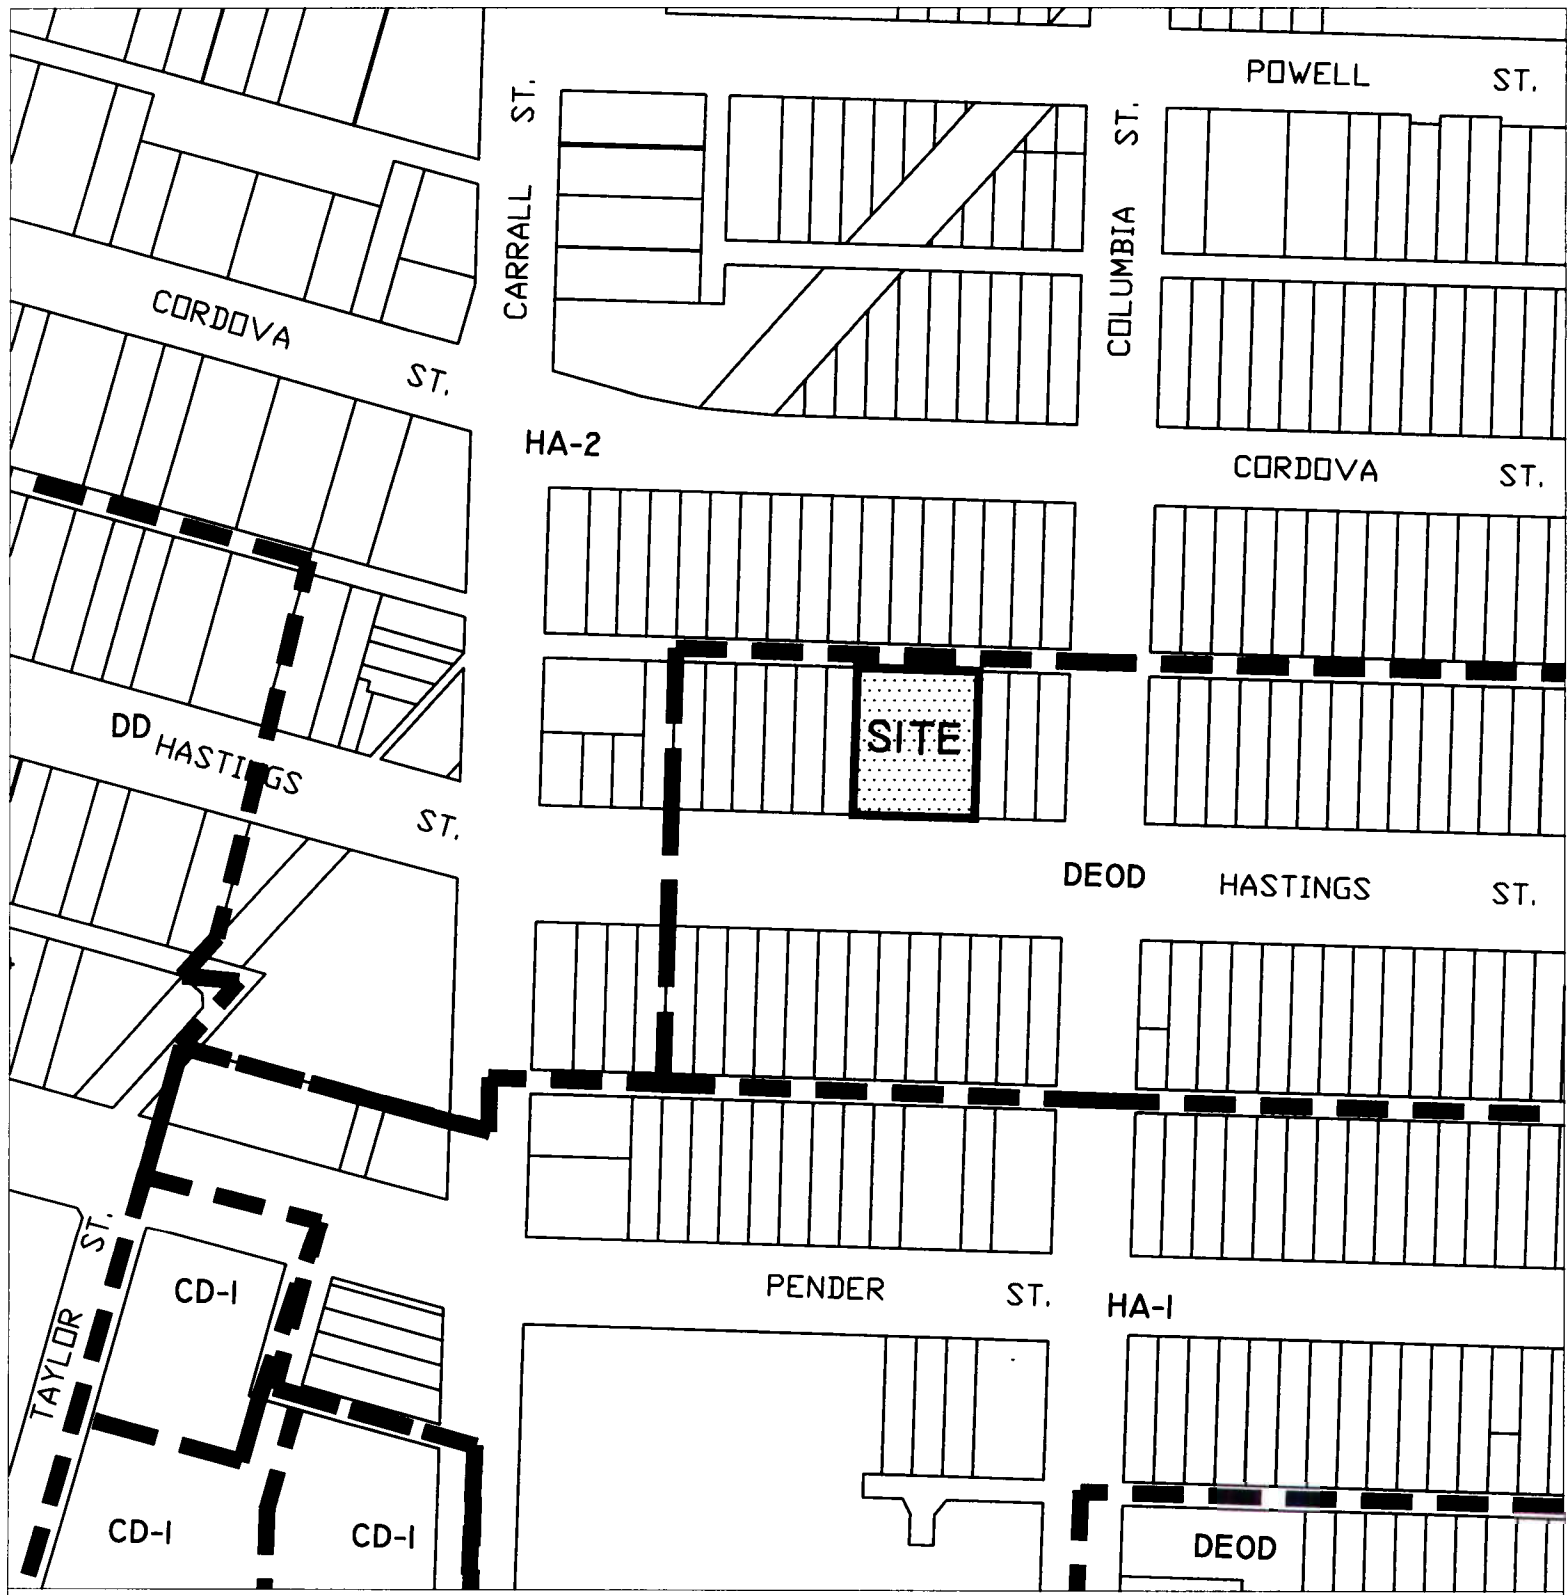 POWELL ST.
CARRALL ST.
COLUMBIA ST.
CORDOVA ST.
HA-2
CORDOVA ST.
SITE
DD
HASTINGS ST.
DEOD
HASTINGS ST.
TAYLOR ST.
CD-1
PENDER ST.
HA-1
CD-1
CD-1
DEOD